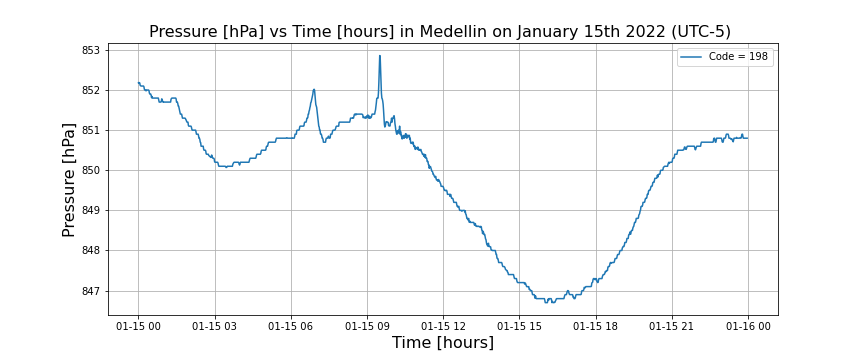 Pressure [hPa] vs Time [hours] in Medellin on January 15th 2022 (UTC-5)
Code = 198
853
852
851
850
849
848
847
Pressure [hPa]
01-15 00 01-15 03 01-15 06 01-15 09 01-15 12 01-15 15 01-15 18 01-15 21 01-16 00
Time [hours]